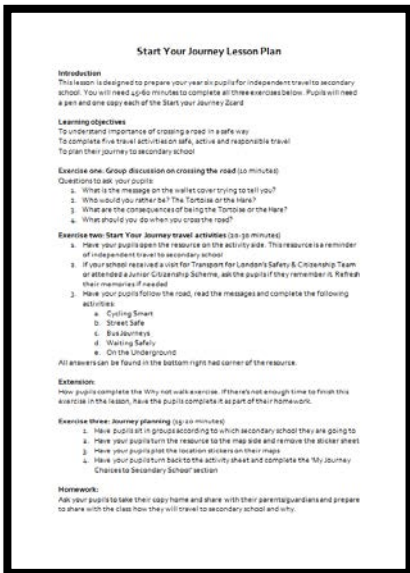 Start Your Journey Lesson Plan
Introduction
This lesson is designed to prepare your year six pupils for independent travel to secondary
school. You will need 45-60 minutes to complete all three exercises below. Pupils will need
a pen and one copy each of the Start your Journey Zcard
Learning objectives
To understand importance of crossing a road in a safe way
To complete five travel activities on safe, active and responsible travel
To plan their journey to secondary school
Exercise one: Group discussion on crossing the road (10 minutes)
Questions to ask your pupils:
1. What is the message on the wallet cover trying to tell you?
2. Who would you rather be? The Tortoise or the Hare?
3. What are the consequences of being the Tortoise or the Hare?
4. What should you do when you cross the road?
Exercise two: Start Your Journey travel activities (20-30 minutes)
1. Have your pupils open the resource on the activity side. This resource is a reminder
of independent travel to secondary school
2. If your school received a visit for Transport for London's Safety & Citizenship Team
or attended a Junior Citizenship Scheme, ask the pupils if they remember it. Refresh
their memories if needed
3. Have your pupils follow the road, read the messages and complete the following
activities:
a. Cycling Smart
b. Street Safe
c. Bus Journeys
d. Waiting Safely
e. On the Underground
All answers can be found in the bottom right had corner of the resource.
Extension:
How pupils complete the Why not walk exercise. If there's not enough time to finish this
exercise in the lesson, have the pupils complete it as part of their homework.
Exercise three: Journey planning (15-20 minutes)
1. Have pupils sit in groups according to which secondary school they are going to
2. Have your pupils turn the resource to the map side and remove the sticker sheet
3. Have your pupils plot the location stickers on their maps
4. Have your pupils turn back to the activity sheet and complete the 'My Journey
Choices to Secondary School' section
Homework:
Ask your pupils to take their copy home and share with their parents/guardians and prepare
to share with the class how they will travel to secondary school and why.